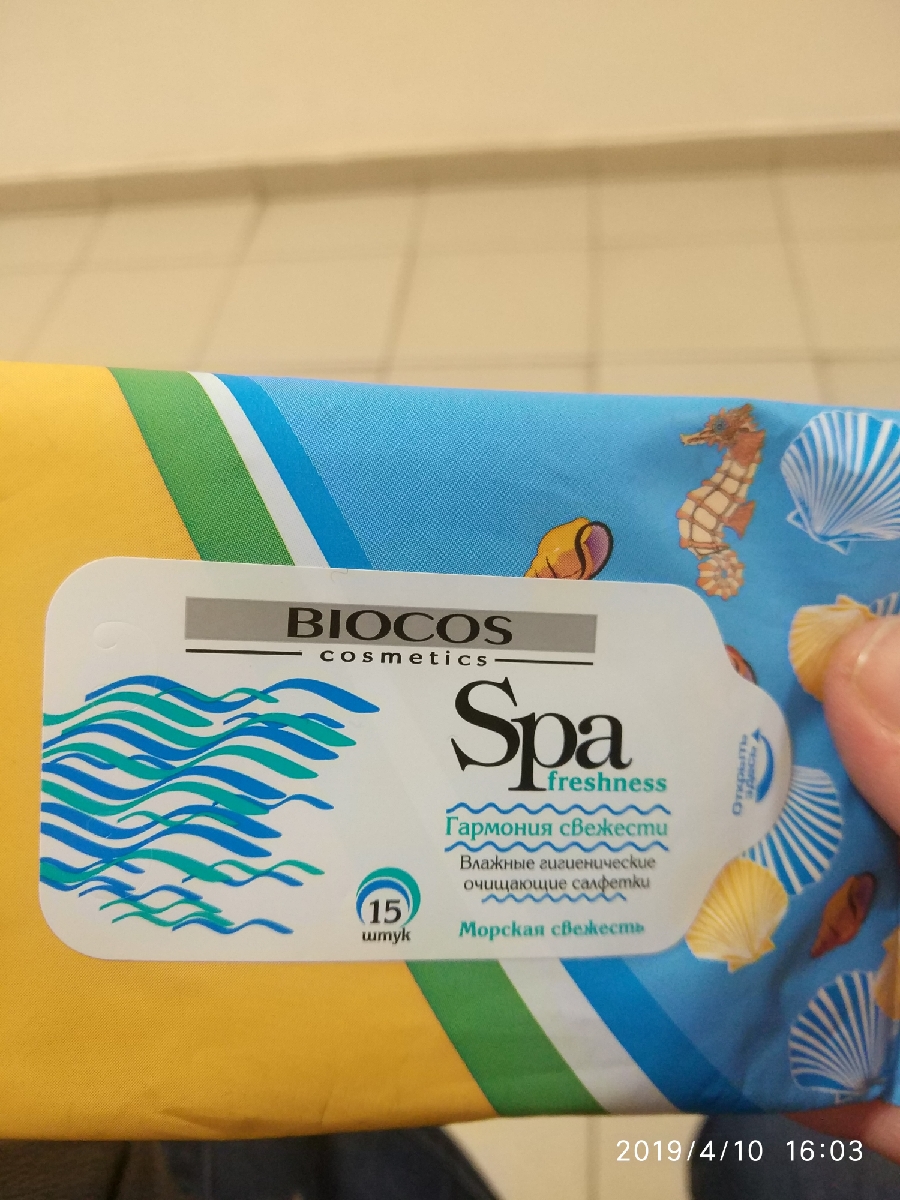 BIOCOS
cosmetics
Spa
freshness
Гармония свежести
Влажные гигиенические
очищающие салфетки
15
штук
Морская свежесть
Открыть
здесь
2019/4/10 16:03